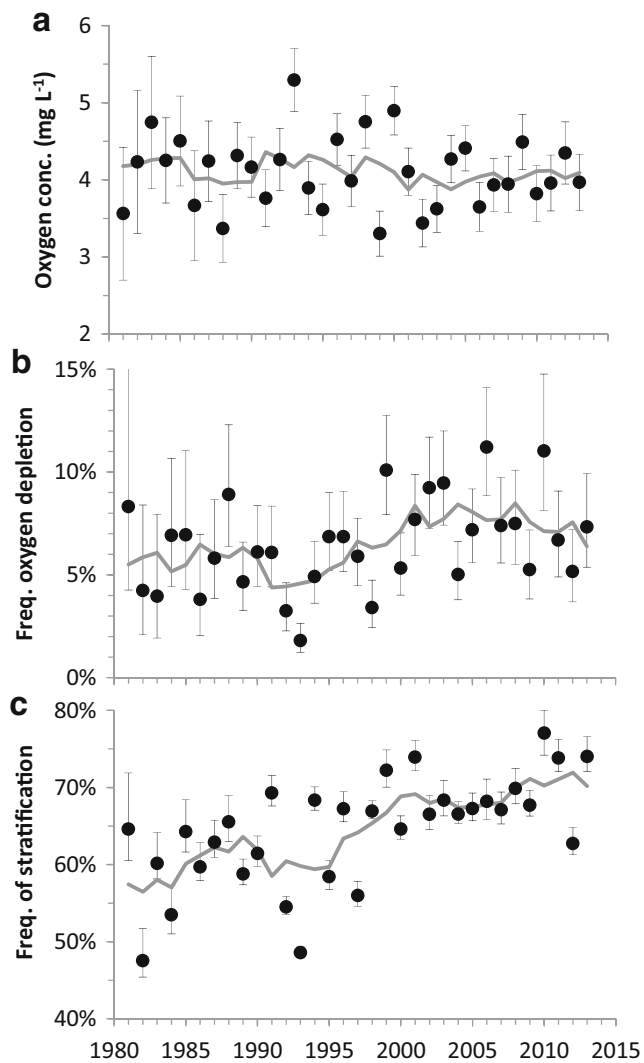 a
Oxygen conc. (mg L⁻¹)
6
5
4
3
2
b
Freq. oxygen depletion
15%
10%
5%
0%
c
Freq. of stratification
80%
70%
60%
50%
40%
1980 1985 1990 1995 2000 2005 2010 2015